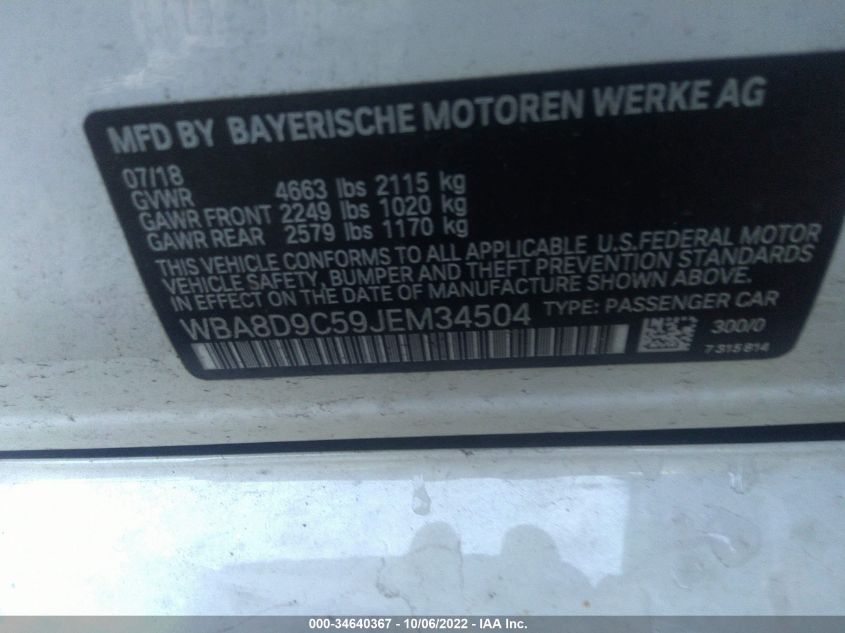 MFD BY BAYERISCHE MOTOREN WERKE AG
07/18
GVWR 4663 lbs 2115 kg
GAWR FRONT 2249 lbs 1020 kg
GAWR REAR 2579 lbs 1170 kg
THIS VEHICLE CONFORMS TO ALL APPLICABLE U.S.FEDERAL MOTOR
VEHICLE SAFETY, BUMPER AND THEFT PREVENTION STANDARDS
IN EFFECT ON THE DATE OF MANUFACTURE SHOWN ABOVE.
WBA8D9C59JEM34504 TYPE: PASSENGER CAR
300/0
7315814
000-34640367 - 10/06/2022 - IAA Inc.